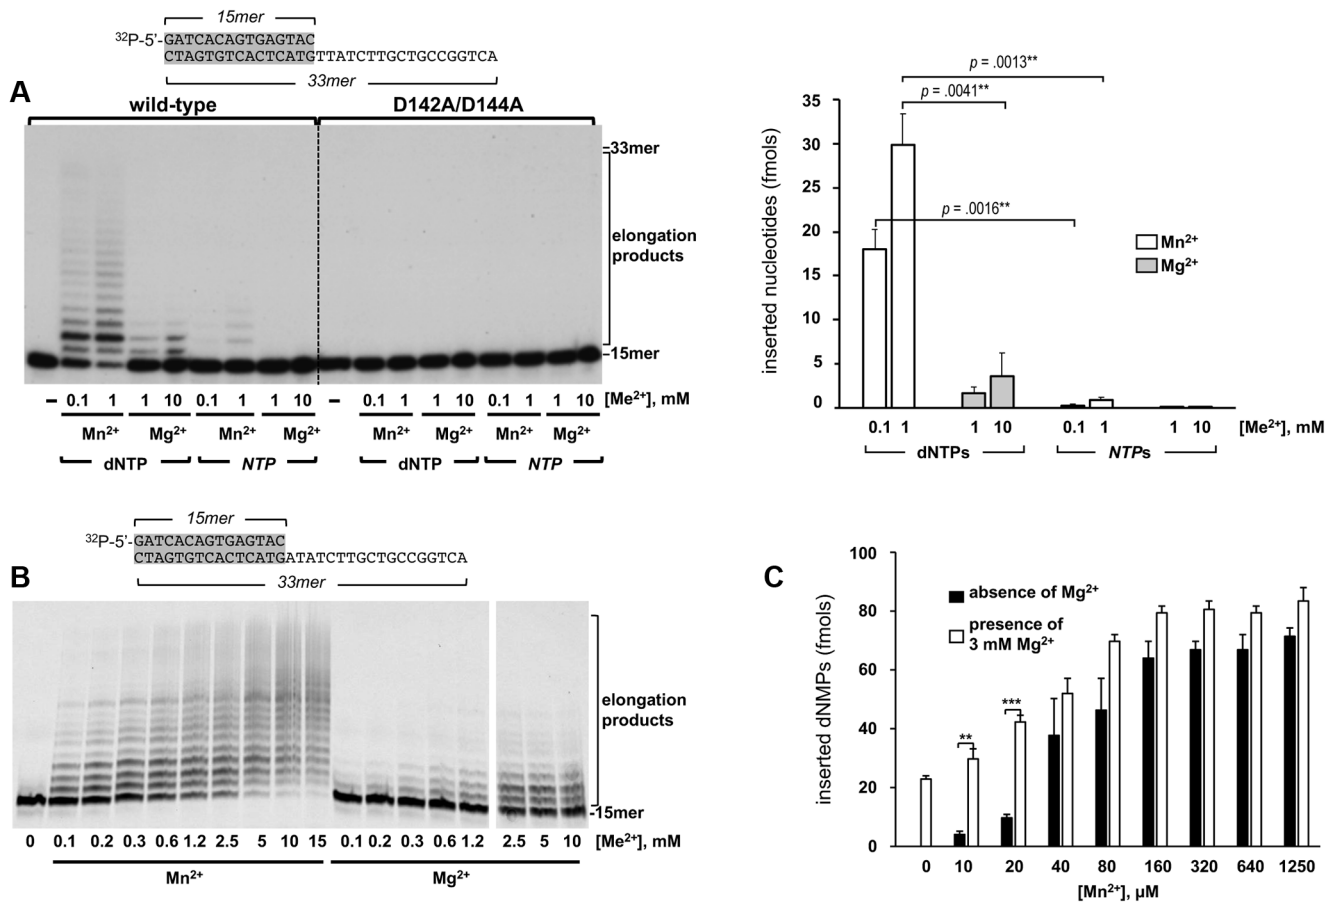 15mer
32P-5'-GATCACAGTGAGTAC
CTAGTGTCACTCATGTTATCTTGCTGCCGGTCA
33mer
A
wild-type D142A/D144A
33mer
elongation
products
15mer
– 0.1 1 1 10 0.1 1 1 10 – 0.1 1 1 10 0.1 1 1 10 [Me2+], mM
Mn2+ Mg2+ Mn2+ Mg2+ Mn2+ Mg2+ Mn2+ Mg2+
dNTP NTP dNTP NTP
p = .0013**
p = .0041**
p = .0016**
inserted nucleotides (fmols)
35
30
25
20
15
10
5
0
Mn2+
Mg2+
0.1 1 1 10 0.1 1 1 10 [Me2+], mM
dNTPs NTPs
15mer
32P-5'-GATCACAGTGAGTAC
CTAGTGTCACTCATGATATCTTGCTGCCGGTCA
33mer
B
elongation
products
-15mer
0 0.1 0.2 0.3 0.6 1.2 2.5 5 10 15 0.1 0.2 0.3 0.6 1.2 2.5 5 10 [Me2+], mM
Mn2+ Mg2+
C
inserted dNMPs (fmols)
100
80
60
40
20
0
absence of Mg2+
presence of
3 mM Mg2+
** ***
0 10 20 40 80 160 320 640 1250
[Mn2+], µM